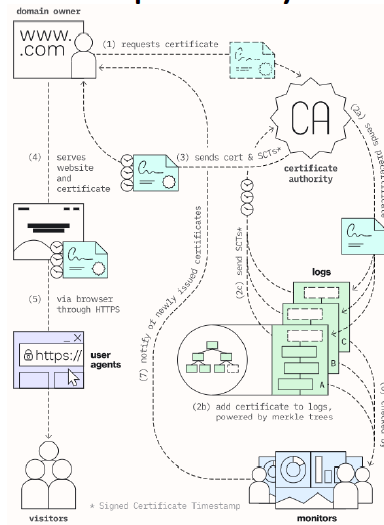 domain owner
www.
.com
(1) requests certificate
CA
certificate
authority
(2a) sends precertificate
(3) sends cert & SCTs*
(4) serves
website
and
certificate
(2c) send SCTs*
logs
C
B
A
(5) via browser
through HTTPS
https://
user
agents
(7) notify of newly issued certificates
(2b) add certificate to logs,
powered by merkle trees
visitors
* Signed Certificate Timestamp
monitors